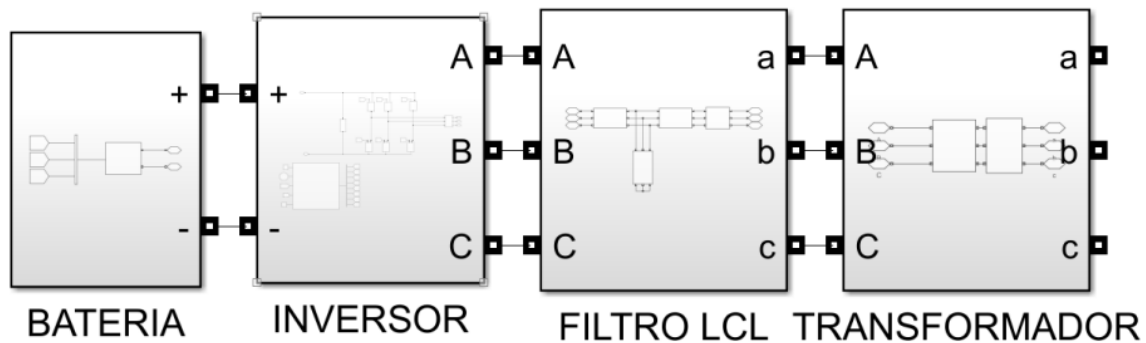 A A a A a
+ +
B B b B b
- -
C C c C c
BATERIA INVERSOR FILTRO LCL TRANSFORMADOR